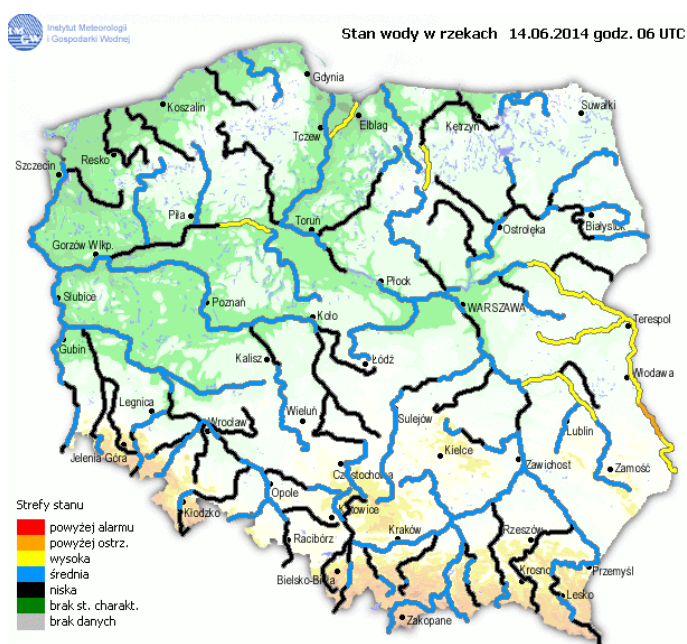 Instytut Meteorologii
i Gospodarki Wodnej
Stan wody w rzekach 14.06.2014 godz. 06 UTC
Gdynia
Koszalin
Suwałki
Elbląg
Kętrzyn
Tczew
Resko
Szczecin
Piła
Toruń
Białystok
Ostrołęka
Gorzów Wlkp.
Płock
Słubice
Poznań
WARSZAWA
Koło
Terespol
Gubin
Kalisz
Łódź
Włodawa
Legnica
Wieluń
Sulejów
Wrocław
Lublin
Jelenia Góra
Kielce
Zawichost
Zamość
Częstochowa
Opole
Strefy stanu
Kłodzko
Katowice
powyżej alarmu
Racibórz
Kraków
Rzeszów
powyżej ostrz.
wysoka
Bielsko-Biała
Krosno
Przemyśl
średnia
niska
Lesko
brak st. charakt.
Zakopane
brak danych